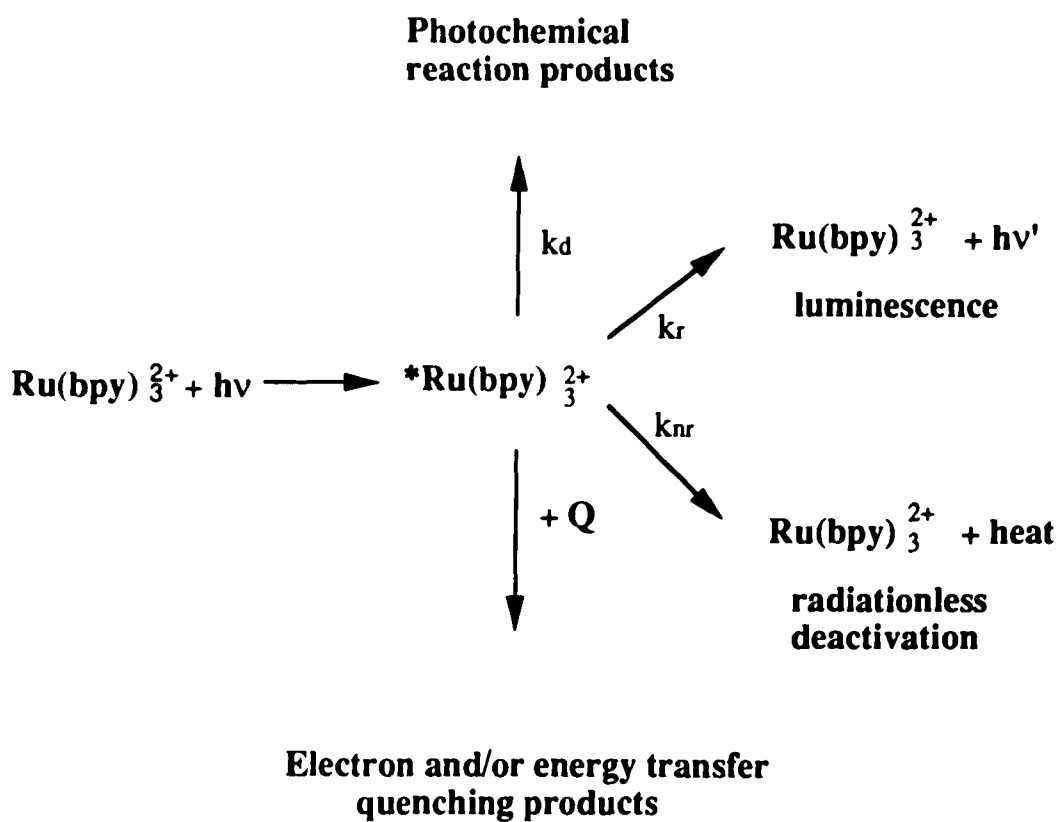 Photochemical
reaction products
kd
Ru(bpy) 3 2+ + hν'
luminescence
kr
Ru(bpy) 3 2+ + hν
*Ru(bpy) 3 2+
knr
+ Q
Ru(bpy) 3 2+ + heat
radiationless
deactivation
Electron and/or energy transfer
quenching products